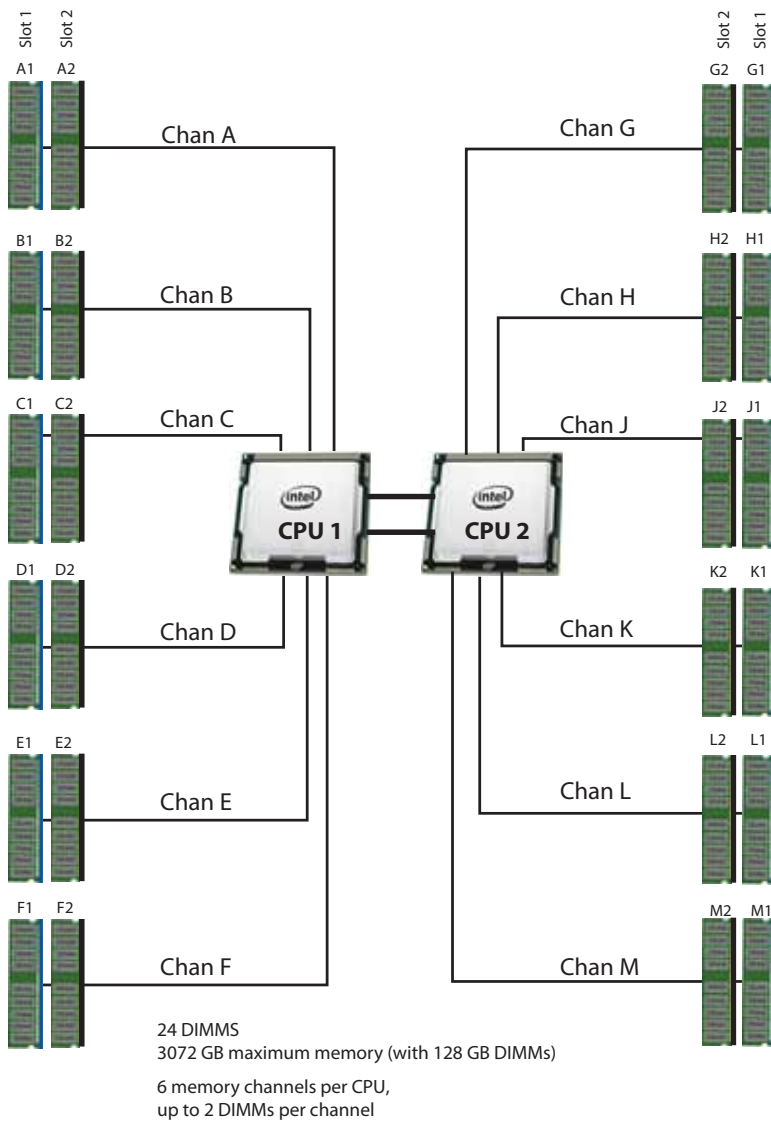 Slot 1 Slot 2
Slot 2 Slot 1
A1 A2
G2 G1
Chan A
Chan G
B1 B2
H2 H1
Chan B
Chan H
C1 C2
J2 J1
Chan C
Chan J
intel
CPU 1
intel
CPU 2
D1 D2
K2 K1
Chan D
Chan K
E1 E2
L2 L1
Chan E
Chan L
F1 F2
M2 M1
Chan F
Chan M
24 DIMMS
3072 GB maximum memory (with 128 GB DIMMs)
6 memory channels per CPU,
up to 2 DIMMs per channel